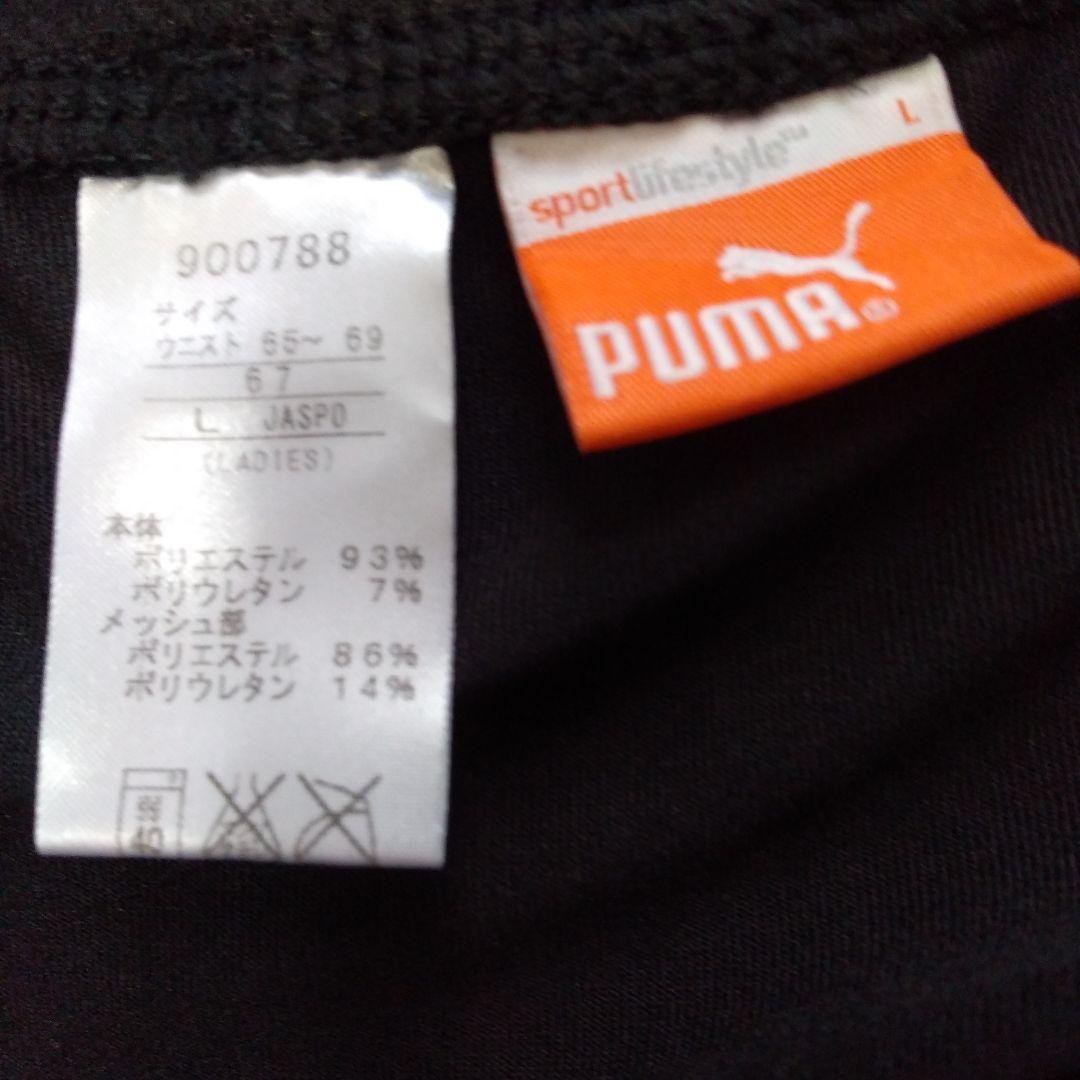 900788
サイズ
ウエスト 65～ 69
67
L JASPO
(LADIES)
本体
ポリエステル 93%
ポリウレタン 7%
メッシュ部
ポリエステル 86%
ポリウレタン 14%
L
sportlifestyle™
PUMA®